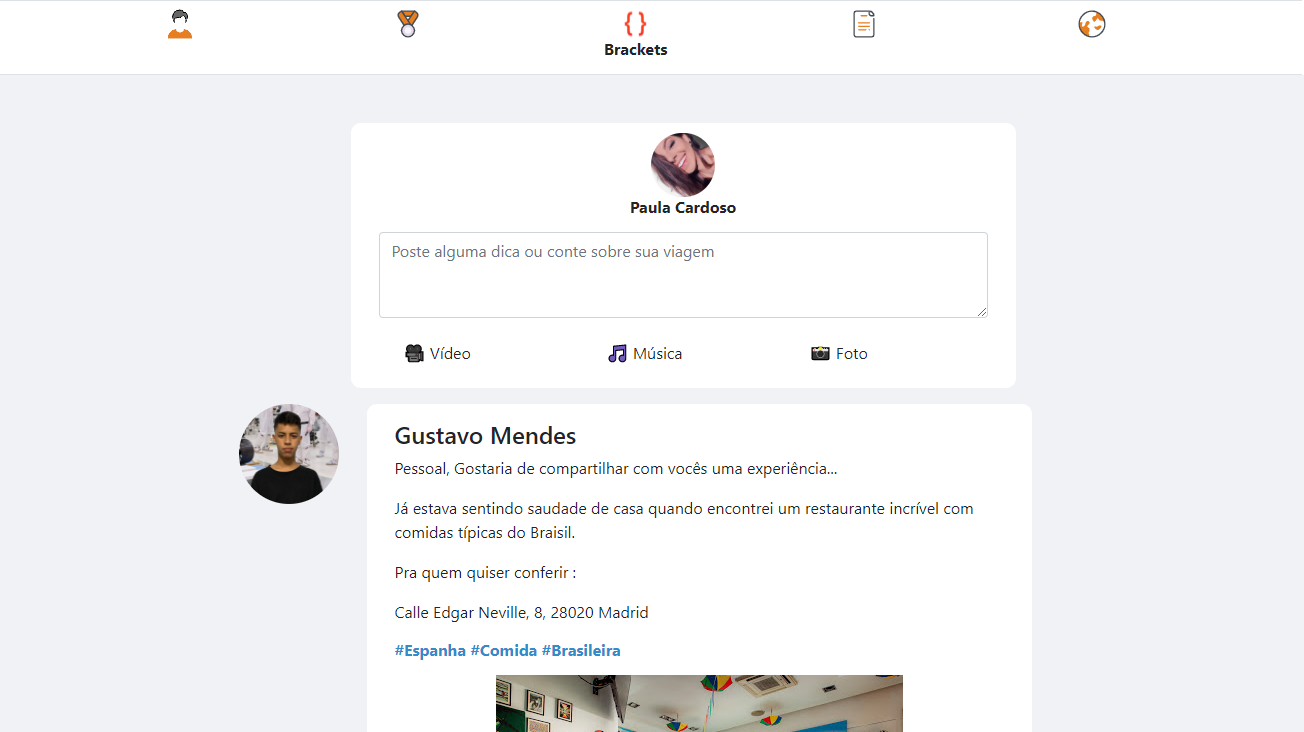 Brackets
Paula Cardoso
Poste alguma dica ou conte sobre sua viagem
Vídeo
Música
Foto
Gustavo Mendes
Pessoal, Gostaria de compartilhar com vocês uma experiência...
Já estava sentindo saudade de casa quando encontrei um restaurante incrível com
comidas típicas do Braisil.
Pra quem quiser conferir :
Calle Edgar Neville, 8, 28020 Madrid
#Espanha #Comida #Brasileira